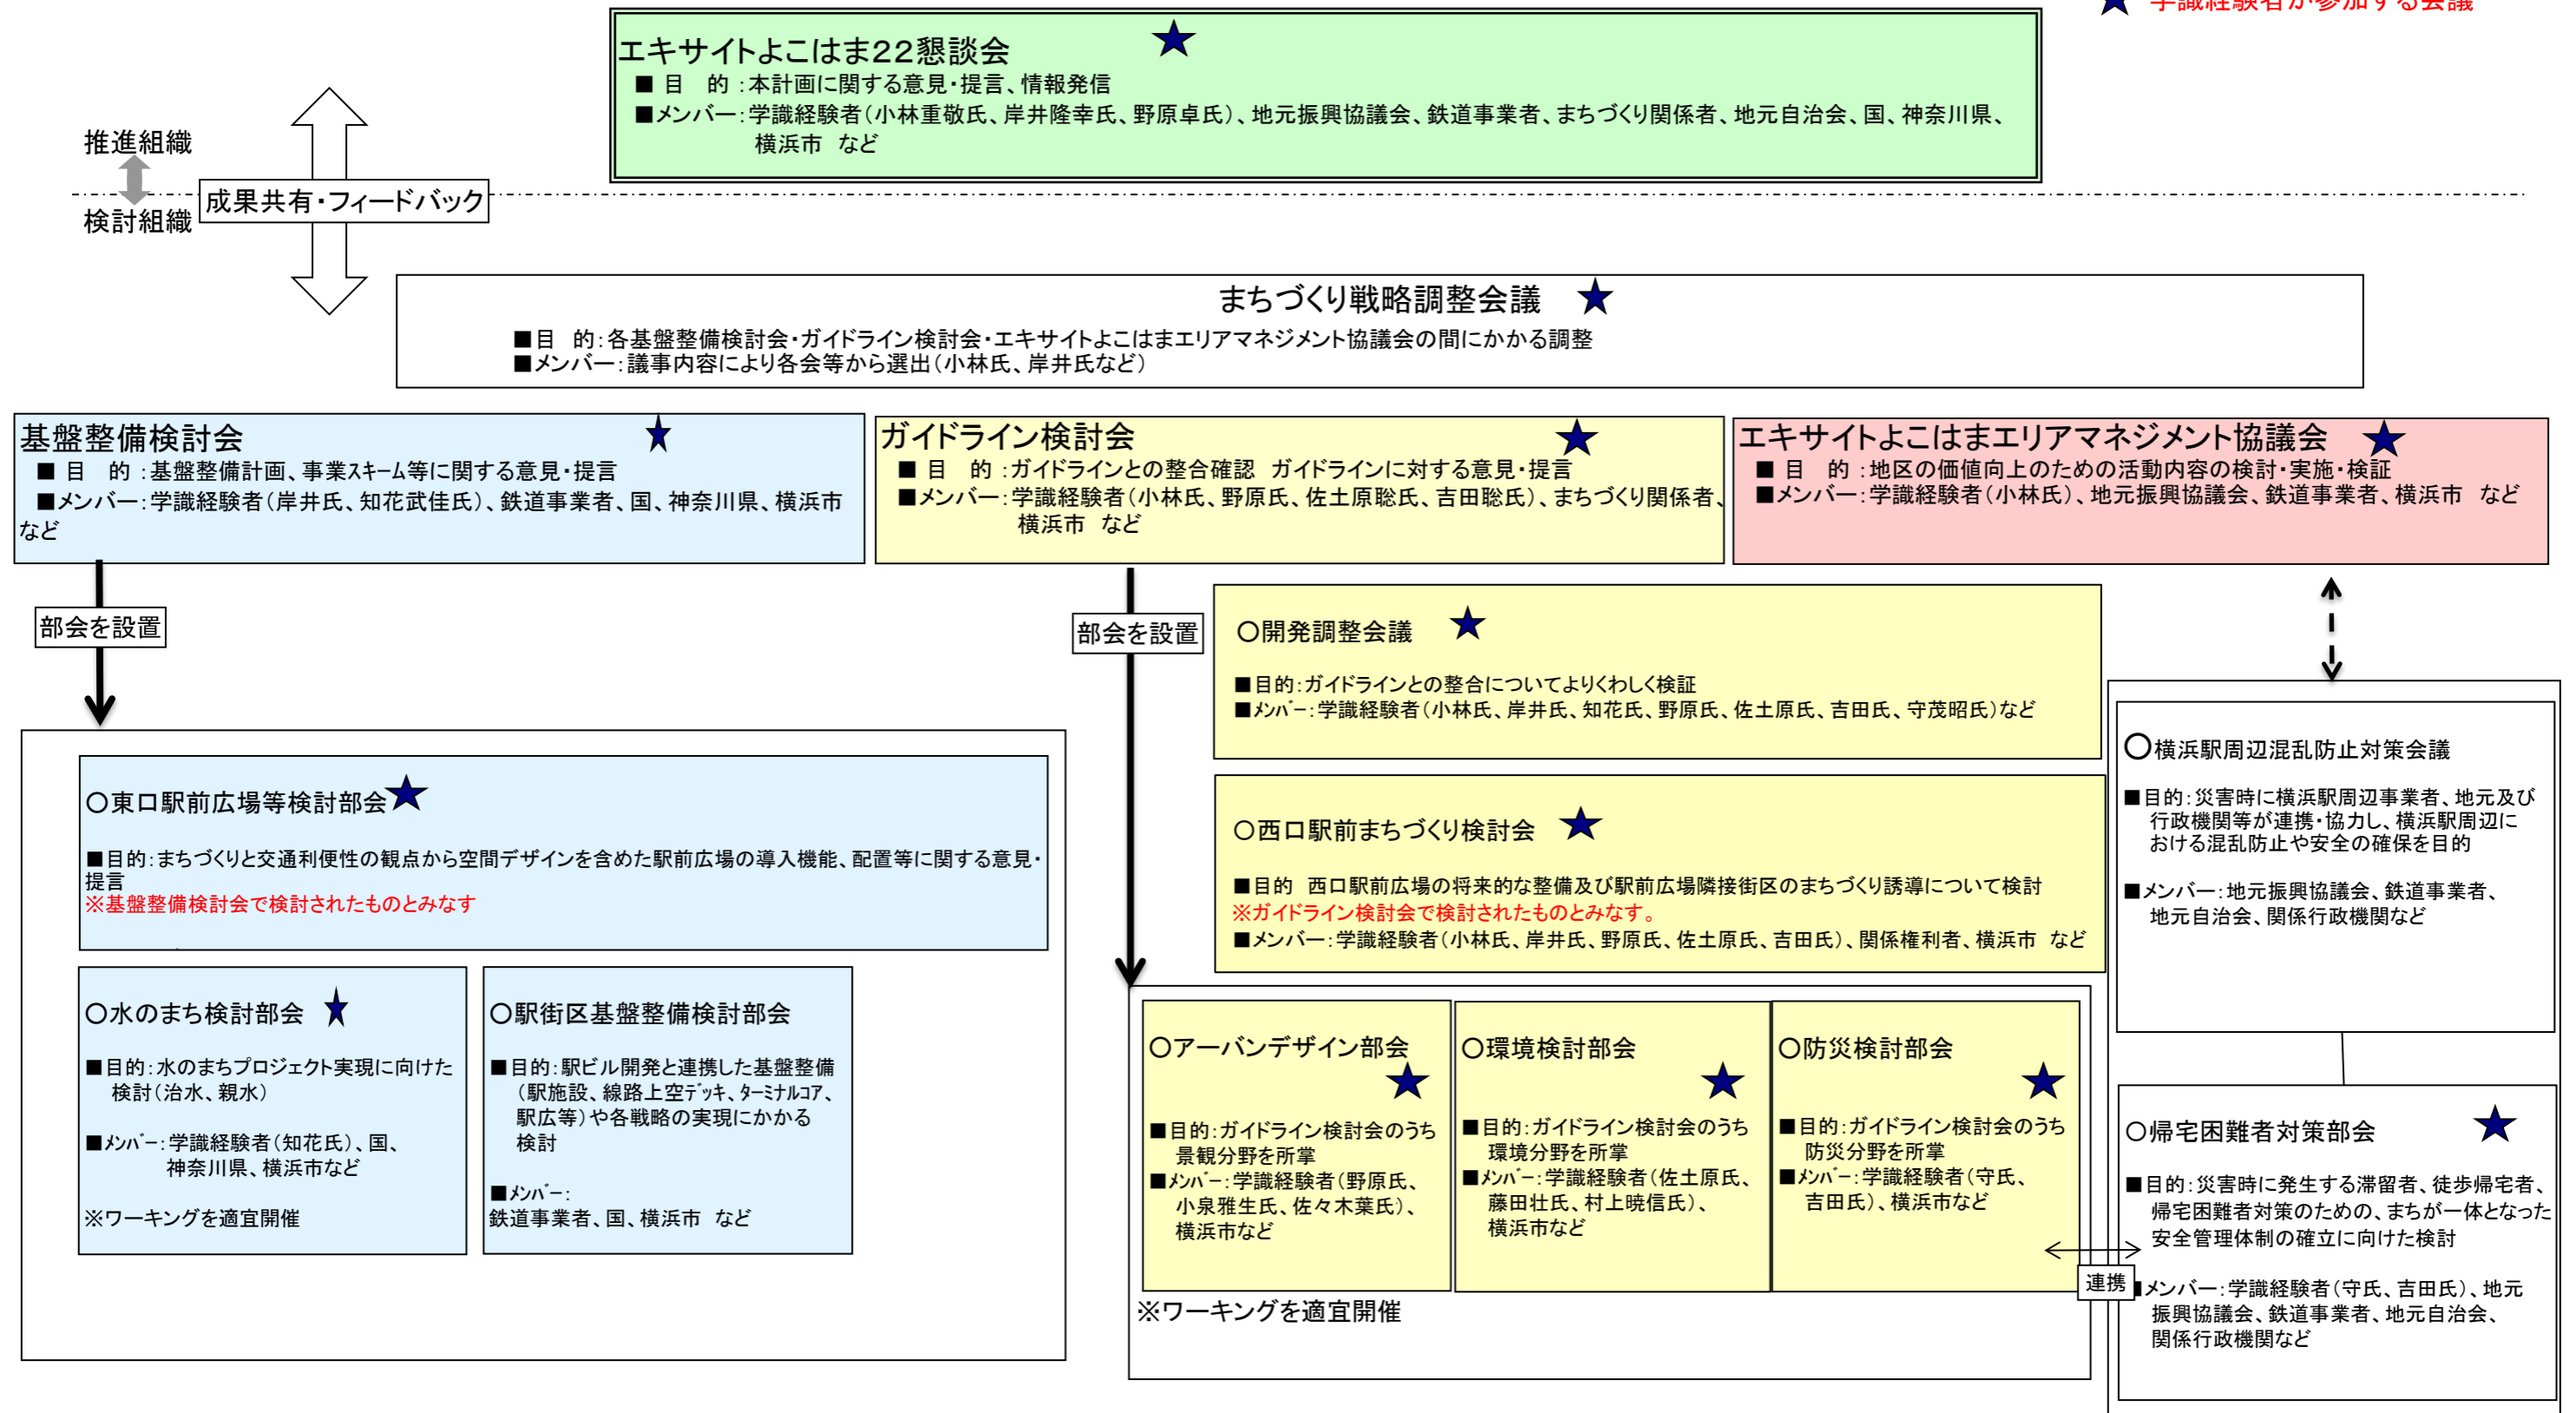 ★ 学識経験者が参加する会議
エキサイトよこはま22懇談会 ★
■ 目　的：本計画に関する意見・提言、情報発信
■メンバー：学識経験者（小林重敬氏、岸井隆幸氏、野原卓氏）、地元振興協議会、鉄道事業者、まちづくり関係者、地元自治会、国、神奈川県、
横浜市　など
推進組織
成果共有・フィードバック
検討組織
まちづくり戦略調整会議 ★
■目　的：各基盤整備検討会・ガイドライン検討会・エキサイトよこはまエリアマネジメント協議会の間にかかる調整
■メンバー：議事内容により各会等から選出（小林氏、岸井氏など）
基盤整備検討会 ★
■ 目　的：基盤整備計画、事業ｽｷｰﾑ等に関する意見・提言
■メンバー：学識経験者（岸井氏、知花武佳氏）、鉄道事業者、国、神奈川県、横浜市
など
ガイドライン検討会 ★
■ 目　的：ガイドラインとの整合確認　ガイドラインに対する意見・提言
■メンバー：学識経験者（小林氏、野原氏、佐土原聡氏、吉田聡氏）、まちづくり関係者、
横浜市　など
エキサイトよこはまエリアマネジメント協議会 ★
■ 目　的：地区の価値向上のための活動内容の検討・実施・検証
■メンバー：学識経験者（小林氏）、地元振興協議会、鉄道事業者、横浜市　など
部会を設置
部会を設置
○開発調整会議 ★
■目的：ガイドラインとの整合についてよりくわしく検証
■ﾒﾝﾊﾞｰ：学識経験者（小林氏、岸井氏、知花氏、野原氏、佐土原氏、吉田氏、守茂昭氏）など
○西口駅前まちづくり検討会 ★
■目的　西口駅前広場の将来的な整備及び駅前広場隣接街区のまちづくり誘導について検討
※ガイドライン検討会で検討されたものとみなす。
■メンバー：学識経験者（小林氏、岸井氏、野原氏、佐土原氏、吉田氏）、関係権利者、横浜市　など
○東口駅前広場等検討部会 ★
■目的：まちづくりと交通利便性の観点から空間デザインを含めた駅前広場の導入機能、配置等に関する意見・
提言
※基盤整備検討会で検討されたものとみなす
○水のまち検討部会 ★
■目的：水のまちプロジェクト実現に向けた
検討（治水、親水）
■ﾒﾝﾊﾞｰ：学識経験者（知花氏）、国、
神奈川県、横浜市など
※ワーキングを適宜開催
○駅街区基盤整備検討部会
■目的：駅ビル開発と連携した基盤整備
（駅施設、線路上空ﾃﾞｯｷ、ﾀｰﾐﾅﾙｺｱ、
駅広等）や各戦略の実現にかかる
検討
■ﾒﾝﾊﾞｰ：
鉄道事業者、国、横浜市　など
○アーバンデザイン部会 ★
■目的：ガイドライン検討会のうち
景観分野を所掌
■ﾒﾝﾊﾞｰ：学識経験者（野原氏、
小泉雅生氏、佐々木葉氏）、
横浜市など
○環境検討部会 ★
■目的：ガイドライン検討会のうち
環境分野を所掌
■ﾒﾝﾊﾞｰ：学識経験者（佐土原氏、
藤田壮氏、村上暁信氏）、
横浜市など
○防災検討部会 ★
■目的：ガイドライン検討会のうち
防災分野を所掌
■ﾒﾝﾊﾞｰ：学識経験者（守氏、
吉田氏）、横浜市など
※ワーキングを適宜開催
連携
○横浜駅周辺混乱防止対策会議
■目的：災害時に横浜駅周辺事業者、地元及び
行政機関等が連携・協力し、横浜駅周辺に
おける混乱防止や安全の確保を目的
■メンバー：地元振興協議会、鉄道事業者、
地元自治会、関係行政機関など
○帰宅困難者対策部会 ★
■目的：災害時に発生する滞留者、徒歩帰宅者、
帰宅困難者対策のための、まちが一体となった
安全管理体制の確立に向けた検討
■メンバー：学識経験者（守氏、吉田氏）、地元
振興協議会、鉄道事業者、地元自治会、
関係行政機関など